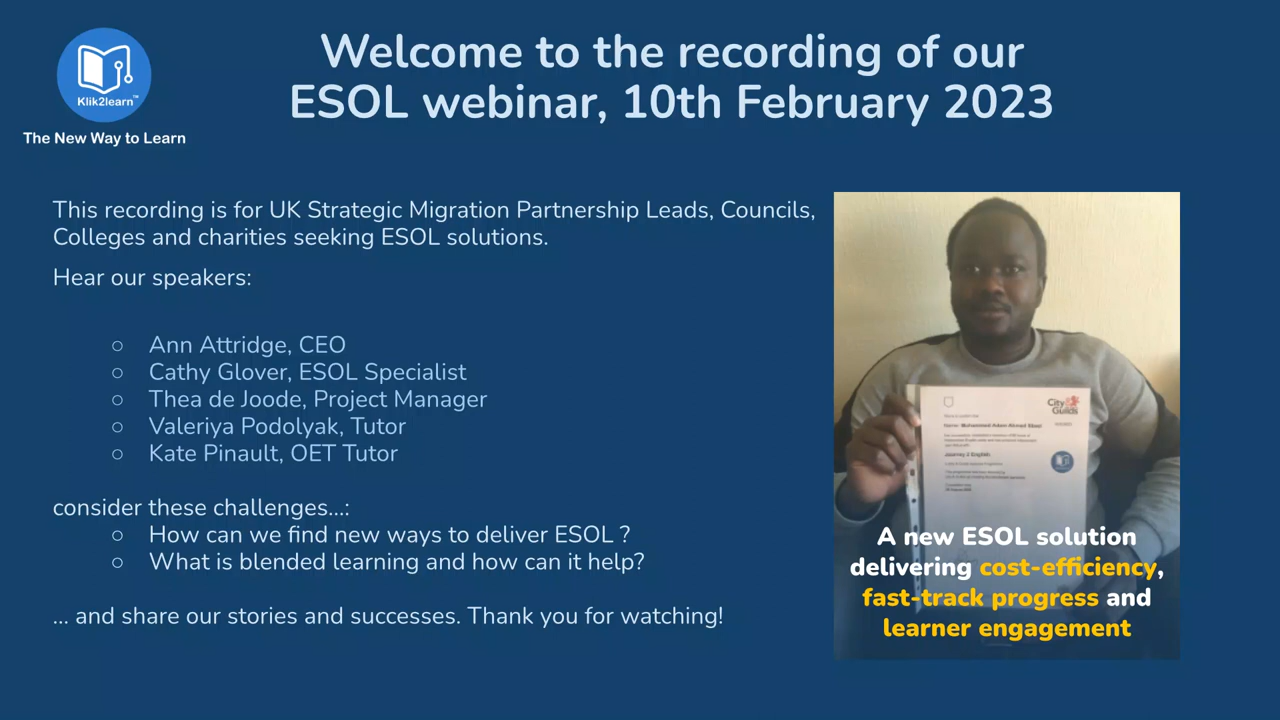 Klik2learn™
The New Way to Learn
Welcome to the recording of our
ESOL webinar, 10th February 2023
This recording is for UK Strategic Migration Partnership Leads, Councils,
Colleges and charities seeking ESOL solutions.
Hear our speakers:
○ Ann Attridge, CEO
○ Cathy Glover, ESOL Specialist
○ Thea de Joode, Project Manager
○ Valeriya Podolyak, Tutor
○ Kate Pinault, OET Tutor
consider these challenges...:
○ How can we find new ways to deliver ESOL ?
○ What is blended learning and how can it help?
... and share our stories and successes. Thank you for watching!
City
Guilds
Journey 2 English
A new ESOL solution
delivering cost-efficiency,
fast-track progress and
learner engagement